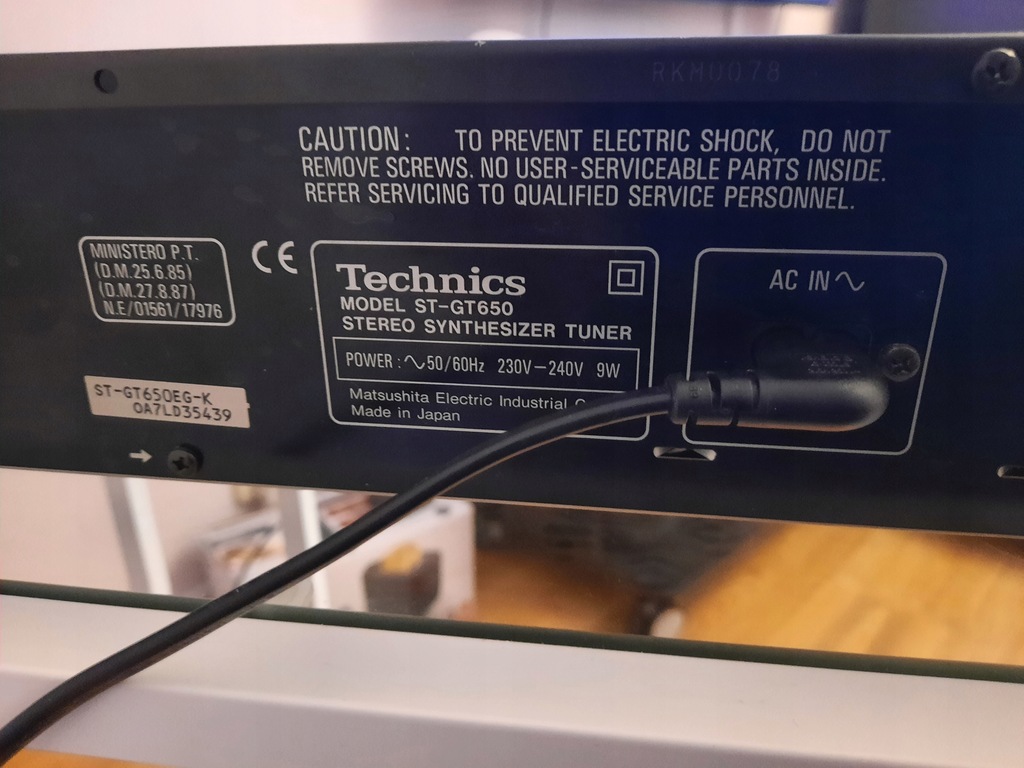 RKM0078
CAUTION: TO PREVENT ELECTRIC SHOCK, DO NOT
REMOVE SCREWS. NO USER-SERVICEABLE PARTS INSIDE.
REFER SERVICING TO QUALIFIED SERVICE PERSONNEL.
MINISTERO P.T.
(D.M.25.6.85)
(D.M.27.8.87)
N.E/01561/17976
CE
Technics
MODEL ST-GT650
STEREO SYNTHESIZER TUNER
POWER: ∿50/60Hz 230V–240V 9W
Matsushita Electric Industrial
Made in Japan
AC IN∿
ST-GT650EG-K
0A7LD35439